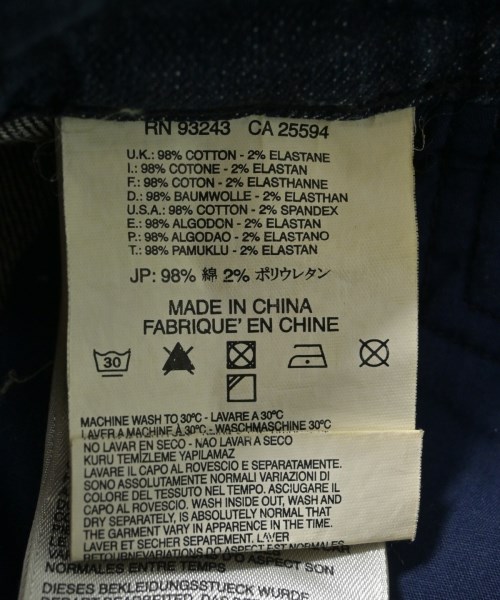 RN 93243 CA 25594
U.K.: 98% COTTON - 2% ELASTANE
I.: 98% COTONE - 2% ELASTAN
F.: 98% COTON - 2% ELASTHANNE
D.: 98% BAUMWOLLE - 2% ELASTHAN
U.S.A.: 98% COTTON - 2% SPANDEX
E.: 98% ALGODON - 2% ELASTAN
P.: 98% ALGODAO - 2% ELASTANO
T.: 98% PAMUKLU - 2% ELASTAN
JP: 98% 綿 2% ポリウレタン
MADE IN CHINA
FABRIQUE' EN CHINE
30
MACHINE WASH TO 30°C - LAVARE A 30°C
LAVER A MACHINE À 30°C - WASCHMASCHINE 30°C
NO LAVAR EN SECO - NAO LAVAR A SECO
KURU TEMIZLEME YAPILAMAZ
LAVARE IL CAPO AL ROVESCIO E SEPARATAMENTE.
SONO ASSOLUTAMENTE NORMALI VARIAZIONI DI
COLORE DEL TESSUTO NEL TEMPO. ASCIUGARE IL
CAPO AL ROVESCIO. WASH INSIDE OUT, WASH AND
DRY SEPARATELY, IS ABSOLUTELY NORMAL THAT
THE GARMENT VARY IN APPARENCE IN THE TIME.
LAVER ET SECHER SEPAREMENT. LAVER
RETOURNEVARIATIONS DO ASPECT EST NORMALES
NORMALES ENTRE TEMPS
DIESES BEKLEIDUNGSSTUECK WURDE